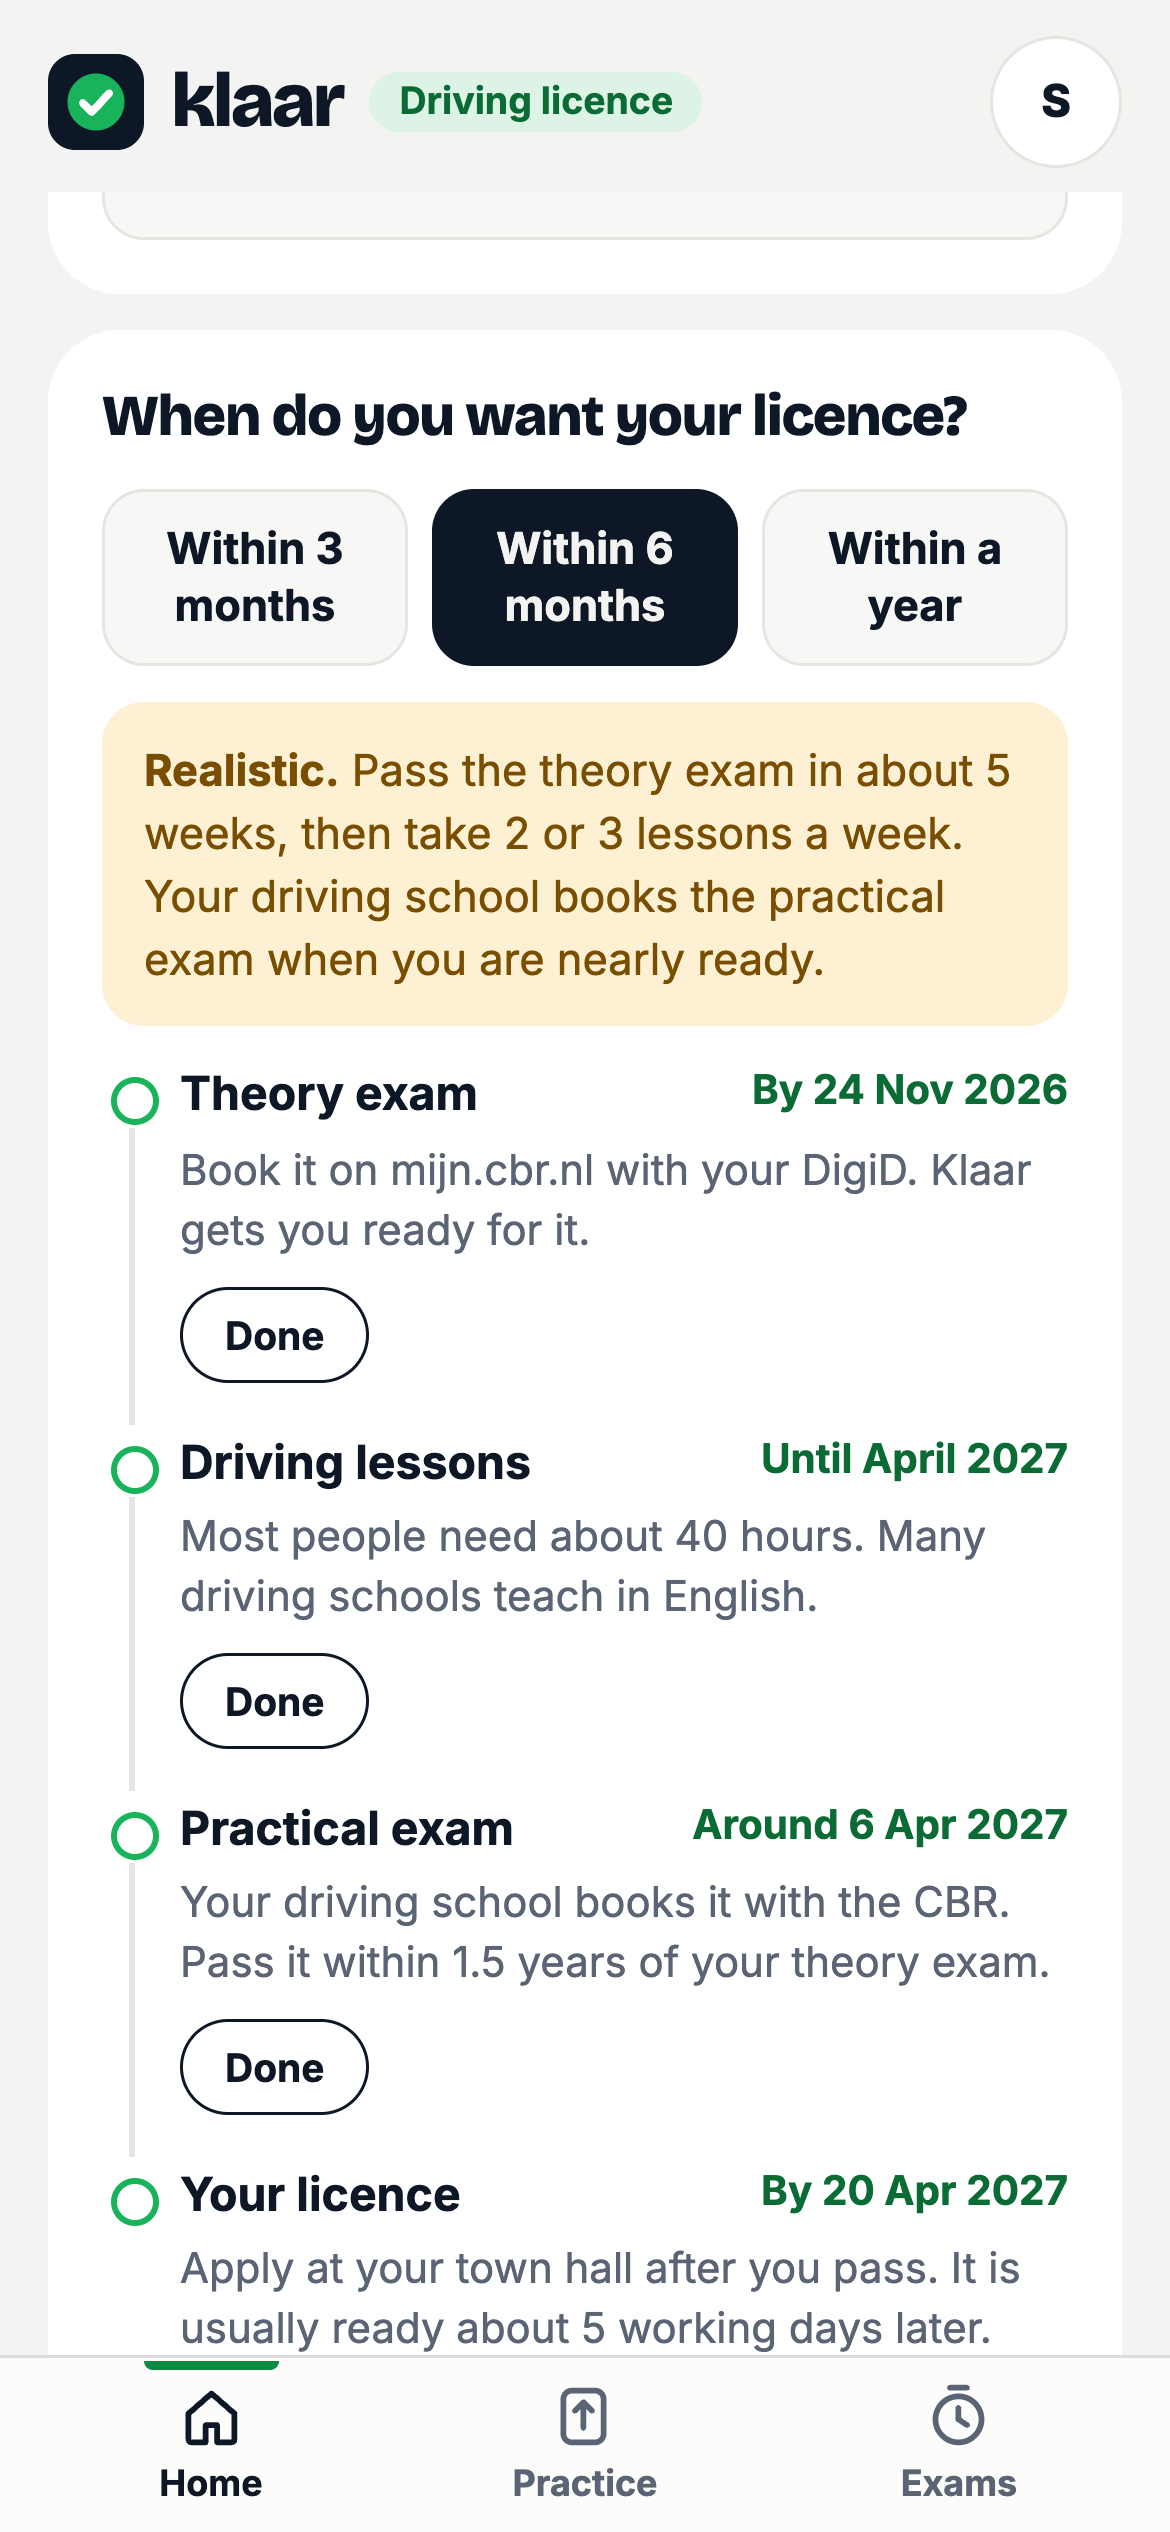 klaar
Driving licence
S
When do you want your licence?
Within 3
months
Within 6
months
Within a
year
Realistic. Pass the theory exam in about 5
weeks, then take 2 or 3 lessons a week.
Your driving school books the practical
exam when you are nearly ready.
Theory exam
By 24 Nov 2026
Book it on mijn.cbr.nl with your DigiD. Klaar
gets you ready for it.
Done
Driving lessons
Until April 2027
Most people need about 40 hours. Many
driving schools teach in English.
Done
Practical exam
Around 6 Apr 2027
Your driving school books it with the CBR.
Pass it within 1.5 years of your theory exam.
Done
Your licence
By 20 Apr 2027
Apply at your town hall after you pass. It is
usually ready about 5 working days later.
Home
Practice
Exams